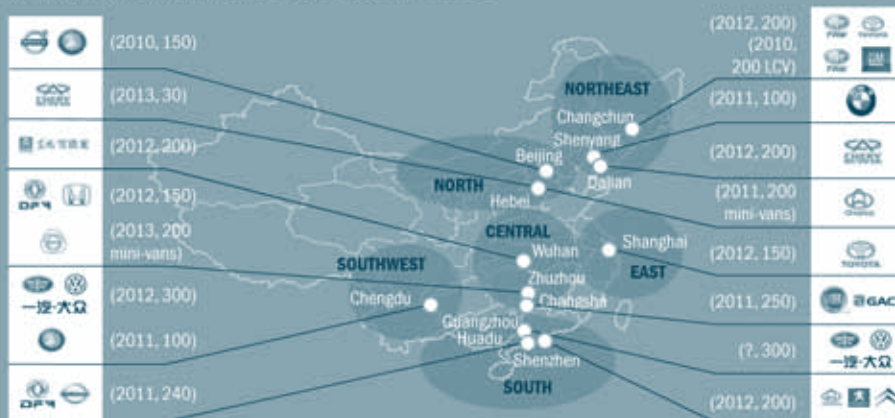 (2010, 150)
(2013, 30)
(2012, 200)
(2012, 150)
(2013, 200
mini-vans)
(2012, 300)
一汽·大众
(2011, 100)
(2011, 240)
NORTHEAST
Changchun
Shenyang
Beijing
Dalian
NORTH
Hebei
CENTRAL
Wuhan
Shanghai
EAST
SOUTHWEST
Zhuzhou
Chengdu
Changsha
Guangzhou
Huadu
Shenzhen
SOUTH
(2012, 200)
(2010,
200 LCV)
TOYOTA
GM
(2011, 100)
(2012, 200)
CHERY
(2011, 200
mini-vans)
(2012, 150)
TOYOTA
(2011, 250)
GAC
(?, 300)
一汽·大众
(2012, 200)